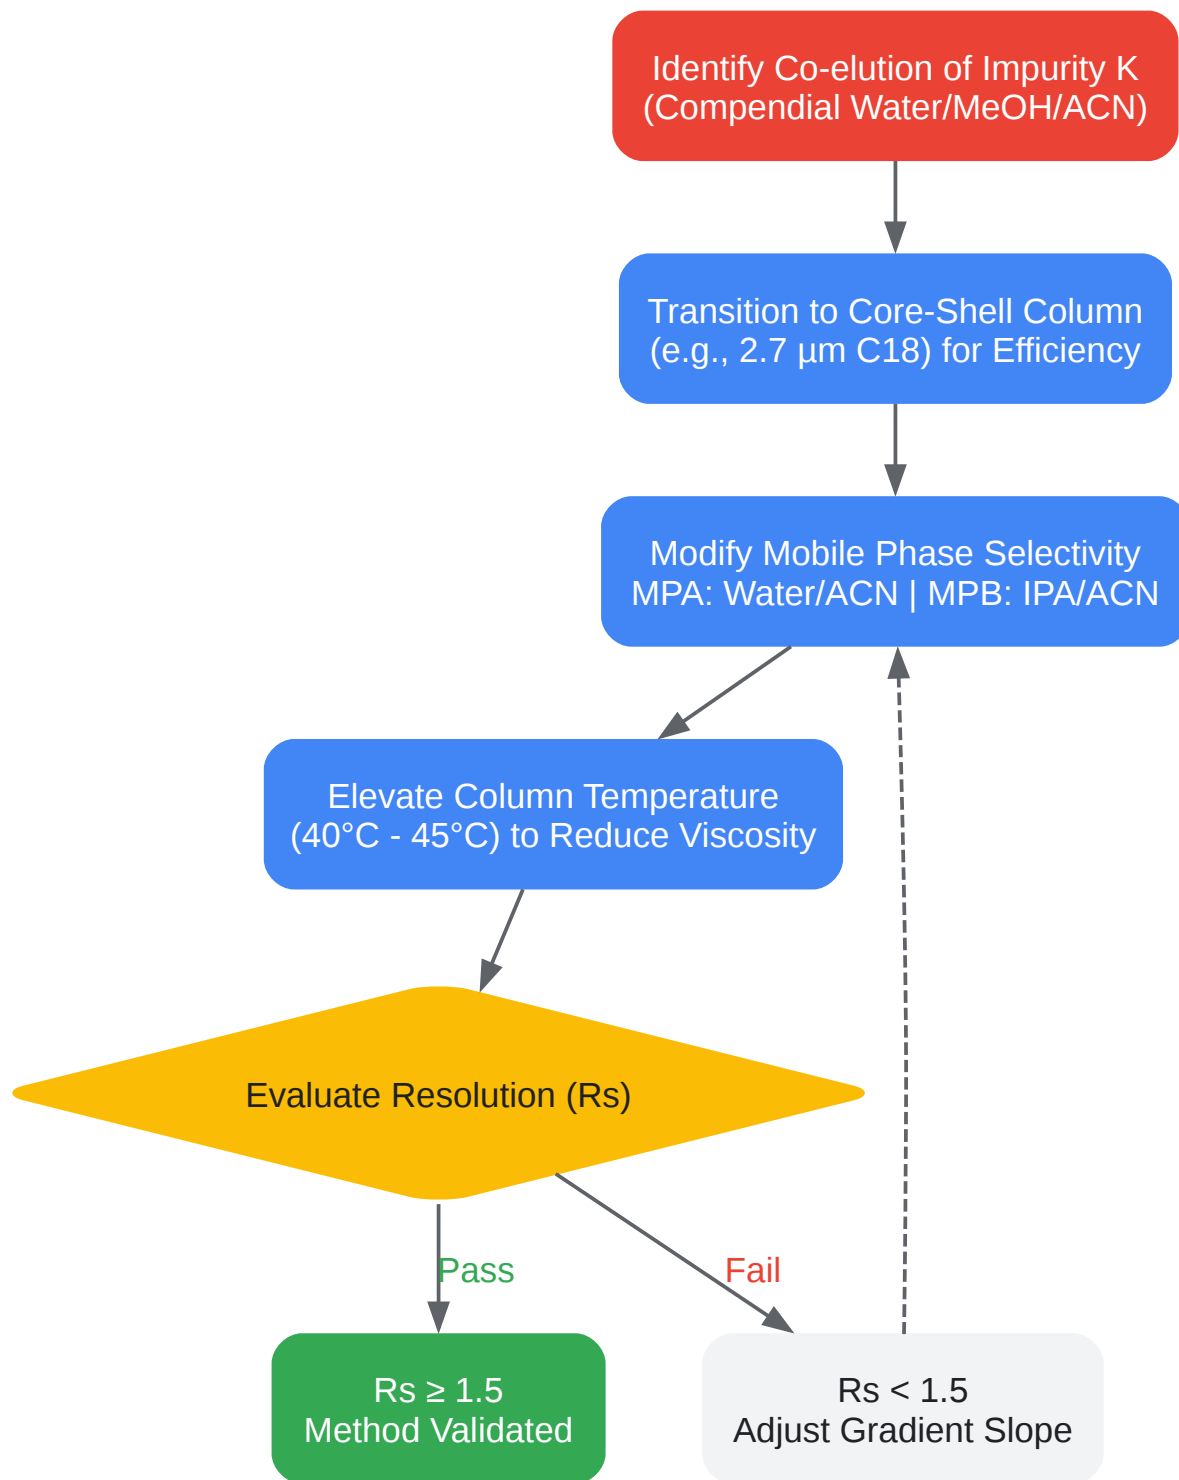 Identify Co-elution of Impurity K
(Compendial Water/MeOH/ACN)
Transition to Core-Shell Column
(e.g., 2.7 µm C18) for Efficiency
Modify Mobile Phase Selectivity
MPA: Water/ACN | MPB: IPA/ACN
Elevate Column Temperature
(40°C - 45°C) to Reduce Viscosity
Evaluate Resolution (Rs)
Pass
Fail
Rs ≥ 1.5
Method Validated
Rs < 1.5
Adjust Gradient Slope